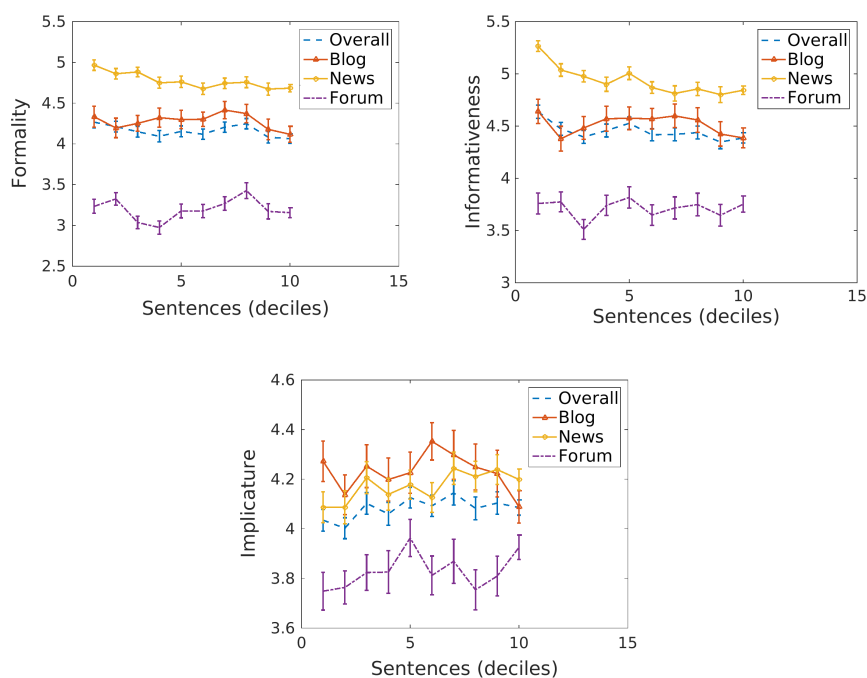 5.5
5
4.5
4
3.5
3
2.5
0
5
10
15
Formality
Sentences (deciles)
Overall
Blog
News
Forum
5.5
5
4.5
4
3.5
3
0
5
10
15
Informativeness
Sentences (deciles)
Overall
Blog
News
Forum
4.6
4.4
4.2
4
3.8
3.6
0
5
10
15
Implicature
Sentences (deciles)
Overall
Blog
News
Forum